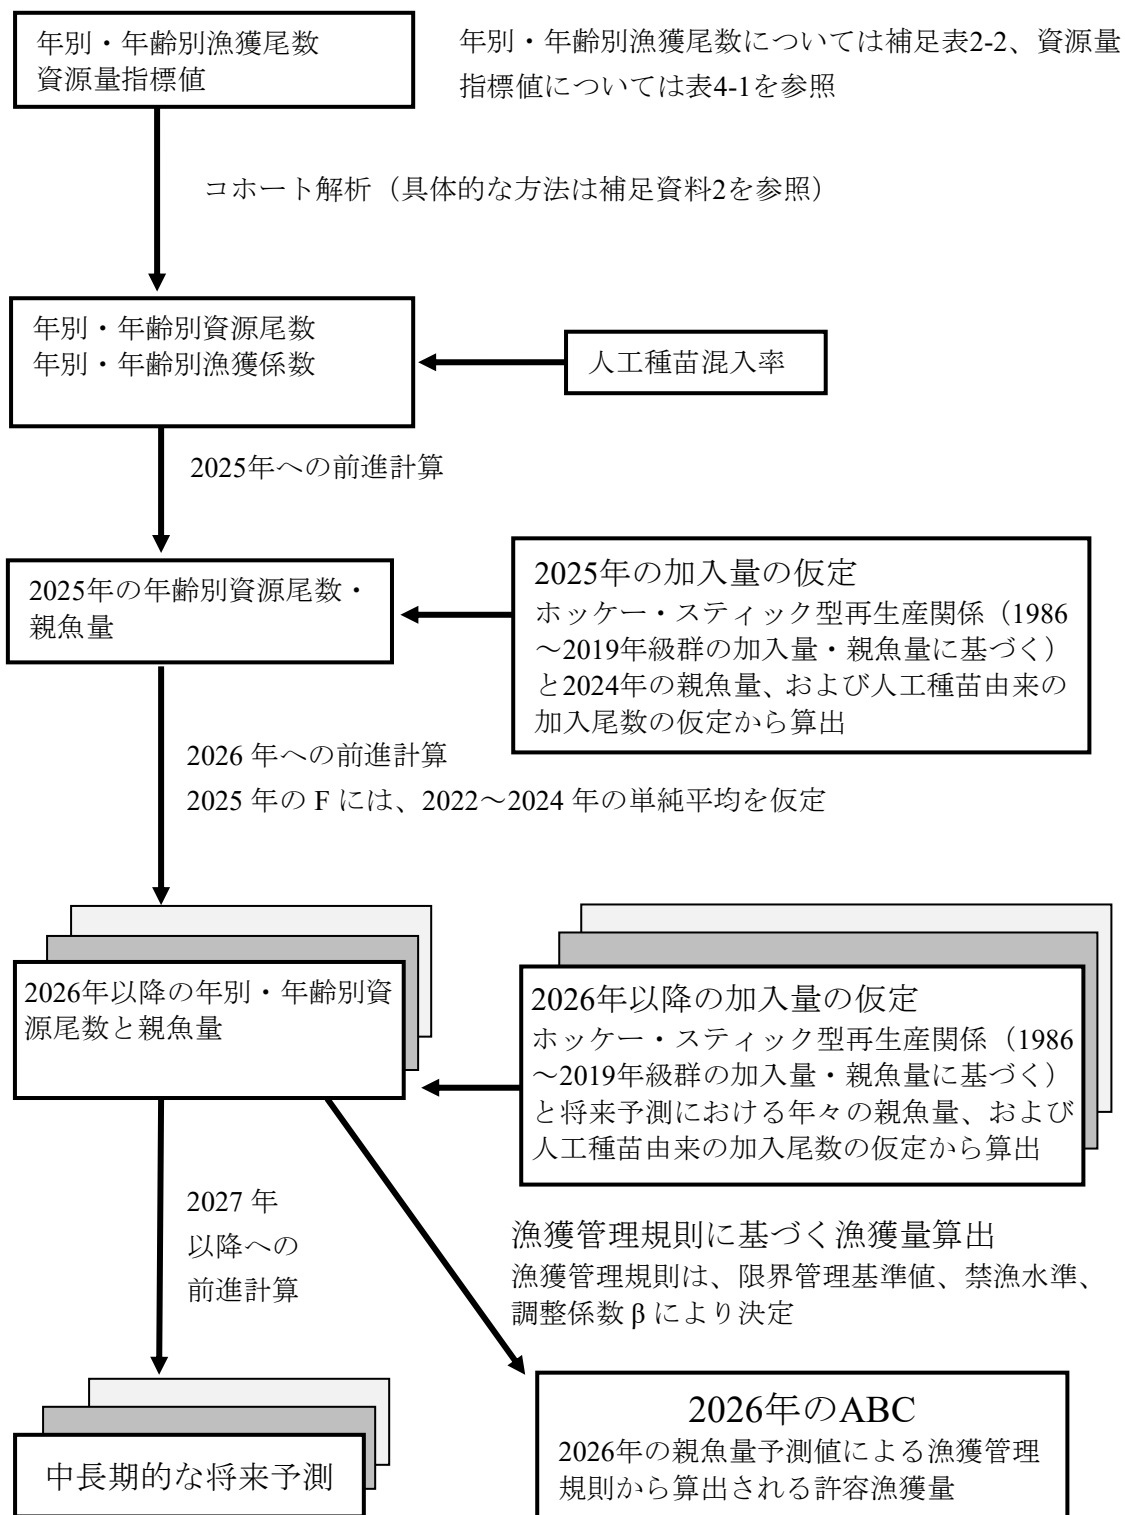 年別・年齢別漁獲尾数
資源量指標値
年別・年齢別漁獲尾数については補足表2-2、資源量
指標値については表4-1を参照
コホート解析（具体的な方法は補足資料2を参照）
年別・年齢別資源尾数
年別・年齢別漁獲係数
人工種苗混入率
2025年への前進計算
2025年の年齢別資源尾数・
親魚量
2025年の加入量の仮定
ホッケー・スティック型再生産関係（1986
～2019年級群の加入量・親魚量に基づく）
と2024年の親魚量、および人工種苗由来の
加入尾数の仮定から算出
2026 年への前進計算
2025 年の F には、2022～2024 年の単純平均を仮定
2026年以降の年別・年齢別資
源尾数と親魚量
2026年以降の加入量の仮定
ホッケー・スティック型再生産関係（1986
～2019年級群の加入量・親魚量に基づく）
と将来予測における年々の親魚量、および
人工種苗由来の加入尾数の仮定から算出
2027 年
以降への
前進計算
漁獲管理規則に基づく漁獲量算出
漁獲管理規則は、限界管理基準値、禁漁水準、
調整係数 β により決定
中長期的な将来予測
2026年のABC
2026年の親魚量予測値による漁獲管理
規則から算出される許容漁獲量